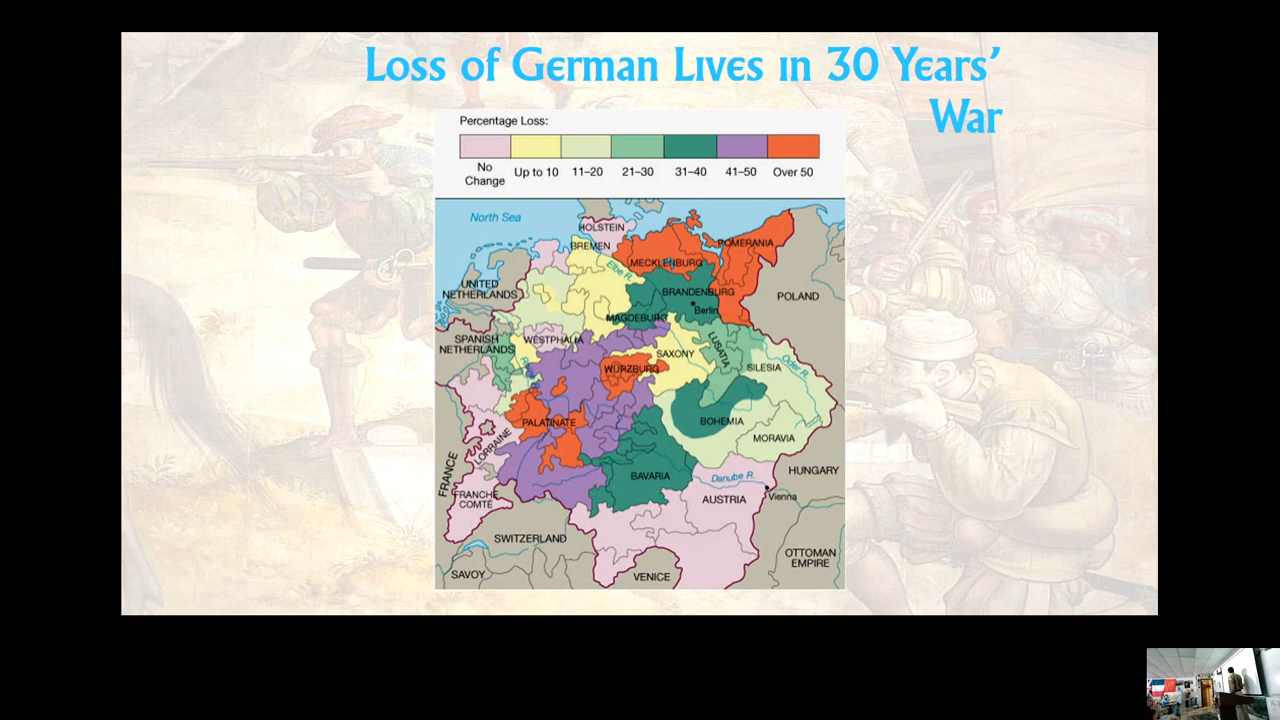 Loss of German Lives in 30 Years'
War
Percentage Loss:
No
Change
Up to 10
11–20
21–30
31–40
41–50
Over 50
North Sea
HOLSTEIN
BREMEN
POMERANIA
MECKLENBURG
Elbe R.
UNITED
NETHERLANDS
BRANDENBURG
POLAND
Berlin
MAGDEBURG
SPANISH
NETHERLANDS
WESTPHALIA
LUSATIA
SAXONY
WÜRZBURG
SILESIA
Oder R.
PALATINATE
BOHEMIA
MORAVIA
LORRAINE
FRANCE
BAVARIA
Danube R.
HUNGARY
FRANCHE
COMTÉ
AUSTRIA
Vienna
SWITZERLAND
OTTOMAN
EMPIRE
SAVOY
VENICE